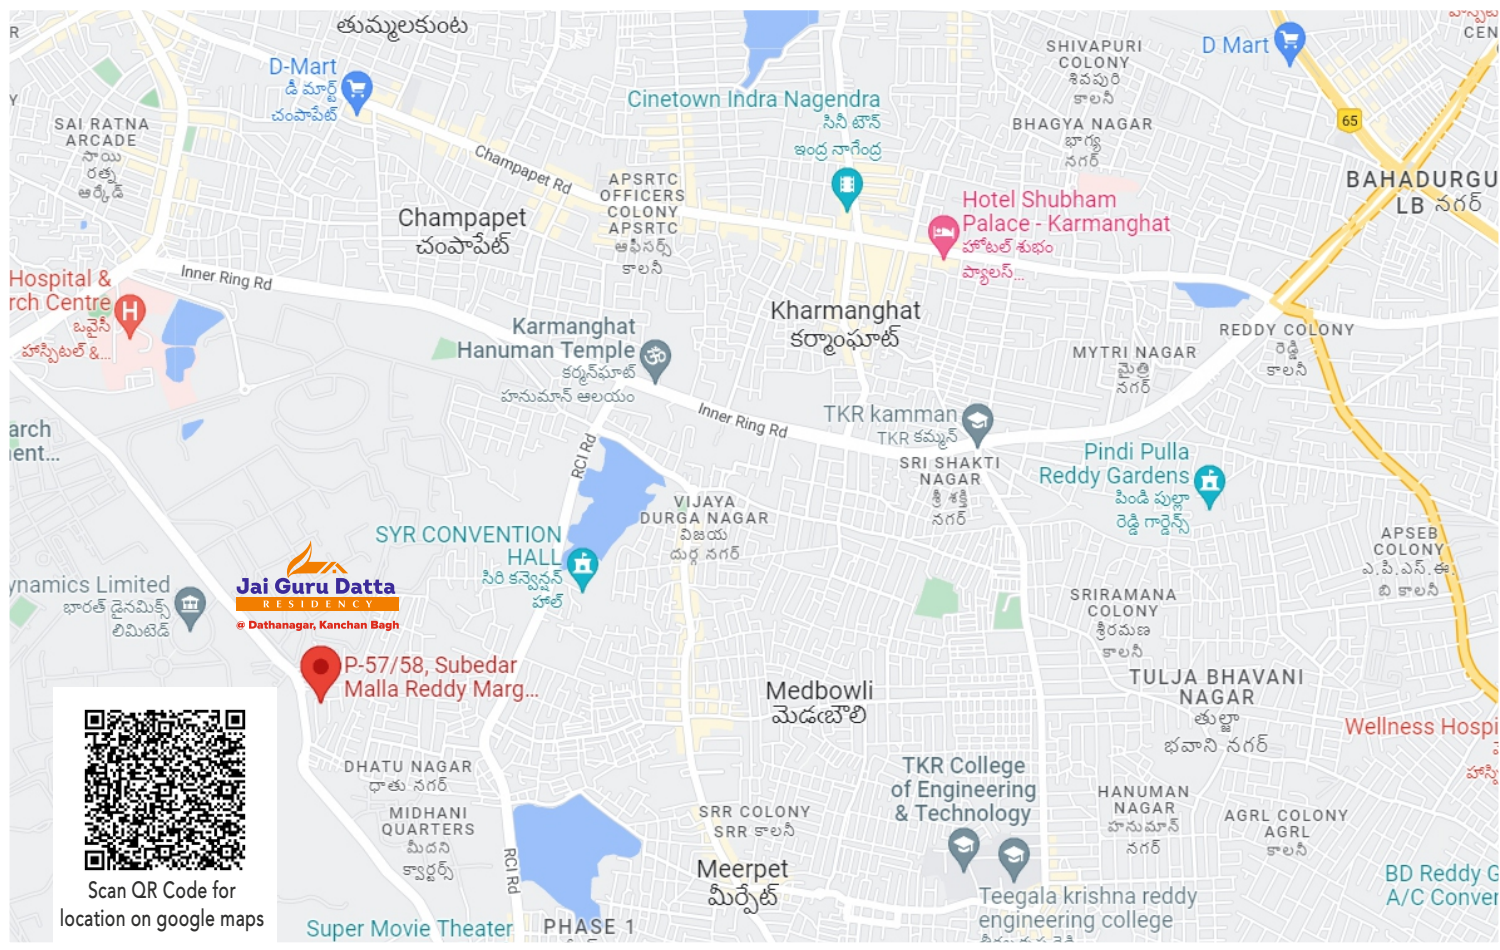 తుమ్మలకుంట
D-Mart
డి మార్ట్
చంపాపేట్
SAI RATNA
ARCADE
సాయి
రత్న
ఆర్కేడ్
Champapet Rd
Cinetown Indra Nagendra
సినీ టౌన్
ఇంద్ర నాగేంద్ర
SHIVAPURI
COLONY
శివపురి
కాలనీ
D Mart
65
BHAGYA NAGAR
భాగ్య
నగర్
BAHADURGU
LB నగర్
APSRTC
OFFICERS
COLONY
APSRTC
ఆఫీసర్స్
కాలనీ
Champapet
చంపాపేట్
Hotel Shubham
Palace - Karmanghat
హోటల్ శుభం
ప్యాలస్...
Inner Ring Rd
Hospital &
rch Centre
ఒవైసీ
హాస్పిటల్ &...
H
Kharmanghat
కర్మాంఘాట్
Karmanghat
Hanuman Temple
కర్మన్‌ఘాట్
హనుమాన్ ఆలయం
REDDY COLONY
రెడ్డి
కాలనీ
MYTRI NAGAR
మైత్రి
నగర్
Inner Ring Rd
TKR kamman
TKR కమ్మన్
arch
ent...
RCI Rd
SRI SHAKTI
NAGAR
శ్రీ శక్తి
నగర్
Pindi Pulla
Reddy Gardens
పిండి పుల్లా
రెడ్డి గార్డెన్స్
VIJAYA
DURGA NAGAR
విజయ
దుర్గ నగర్
SYR CONVENTION
HALL
సిరి కన్వెన్షన్
హాల్
APSEB
COLONY
ఎ.పి.ఎస్.ఈ.
బి కాలనీ
Jai Guru Datta
RESIDENCY
@ Dathanagar, Kanchan Bagh
ynamics Limited
భారత్ డైనమిక్స్
లిమిటెడ్
SRIRAMANA
COLONY
శ్రీరమణ
కాలనీ
P-57/58, Subedar
Malla Reddy Marg...
Medbowli
మెడఁబౌలి
TULJA BHAVANI
NAGAR
తుల్జా
భవాని నగర్
Wellness Hospi
Scan QR Code for
location on google maps
DHATU NAGAR
ధాతు నగర్
MIDHANI
QUARTERS
మీదని
క్వార్టర్స్
RCI Rd
SRR COLONY
SRR కాలనీ
TKR College
of Engineering
& Technology
HANUMAN
NAGAR
హనుమాన్
నగర్
AGRL COLONY
AGRL
కాలనీ
Meerpet
మీర్పేట్
Teegala krishna reddy
engineering college
BD Reddy G
A/C Conver
Super Movie Theater
PHASE 1